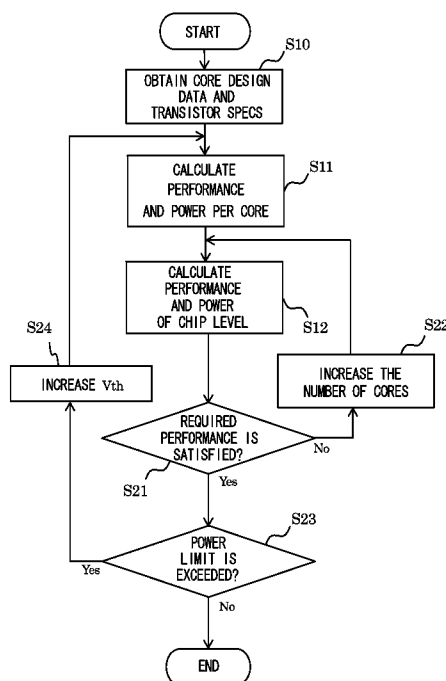 START
S10
OBTAIN CORE DESIGN
DATA AND
TRANSISTOR SPECS
S11
CALCULATE
PERFORMANCE
AND POWER PER CORE
CALCULATE
PERFORMANCE
AND POWER
OF CHIP LEVEL
S12
S22
INCREASE THE
NUMBER OF CORES
S24
INCREASE Vth
REQUIRED
PERFORMANCE IS
SATISFIED?
No
S21
Yes
S23
POWER
LIMIT IS
EXCEEDED?
Yes
No
END